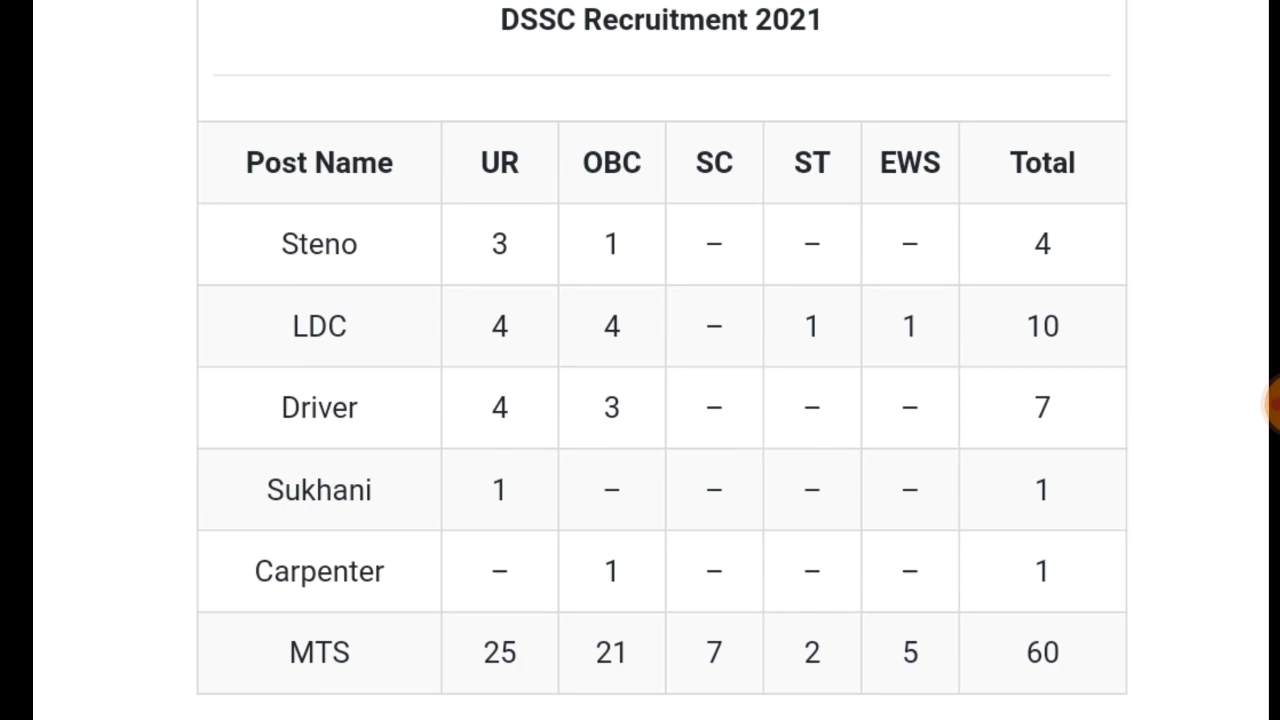 DSSC Recruitment 2021
Post Name UR OBC SC ST EWS Total
Steno 3 1 – – – 4
LDC 4 4 – 1 1 10
Driver 4 3 – – – 7
Sukhani 1 – – – – 1
Carpenter – 1 – – – 1
MTS 25 21 7 2 5 60